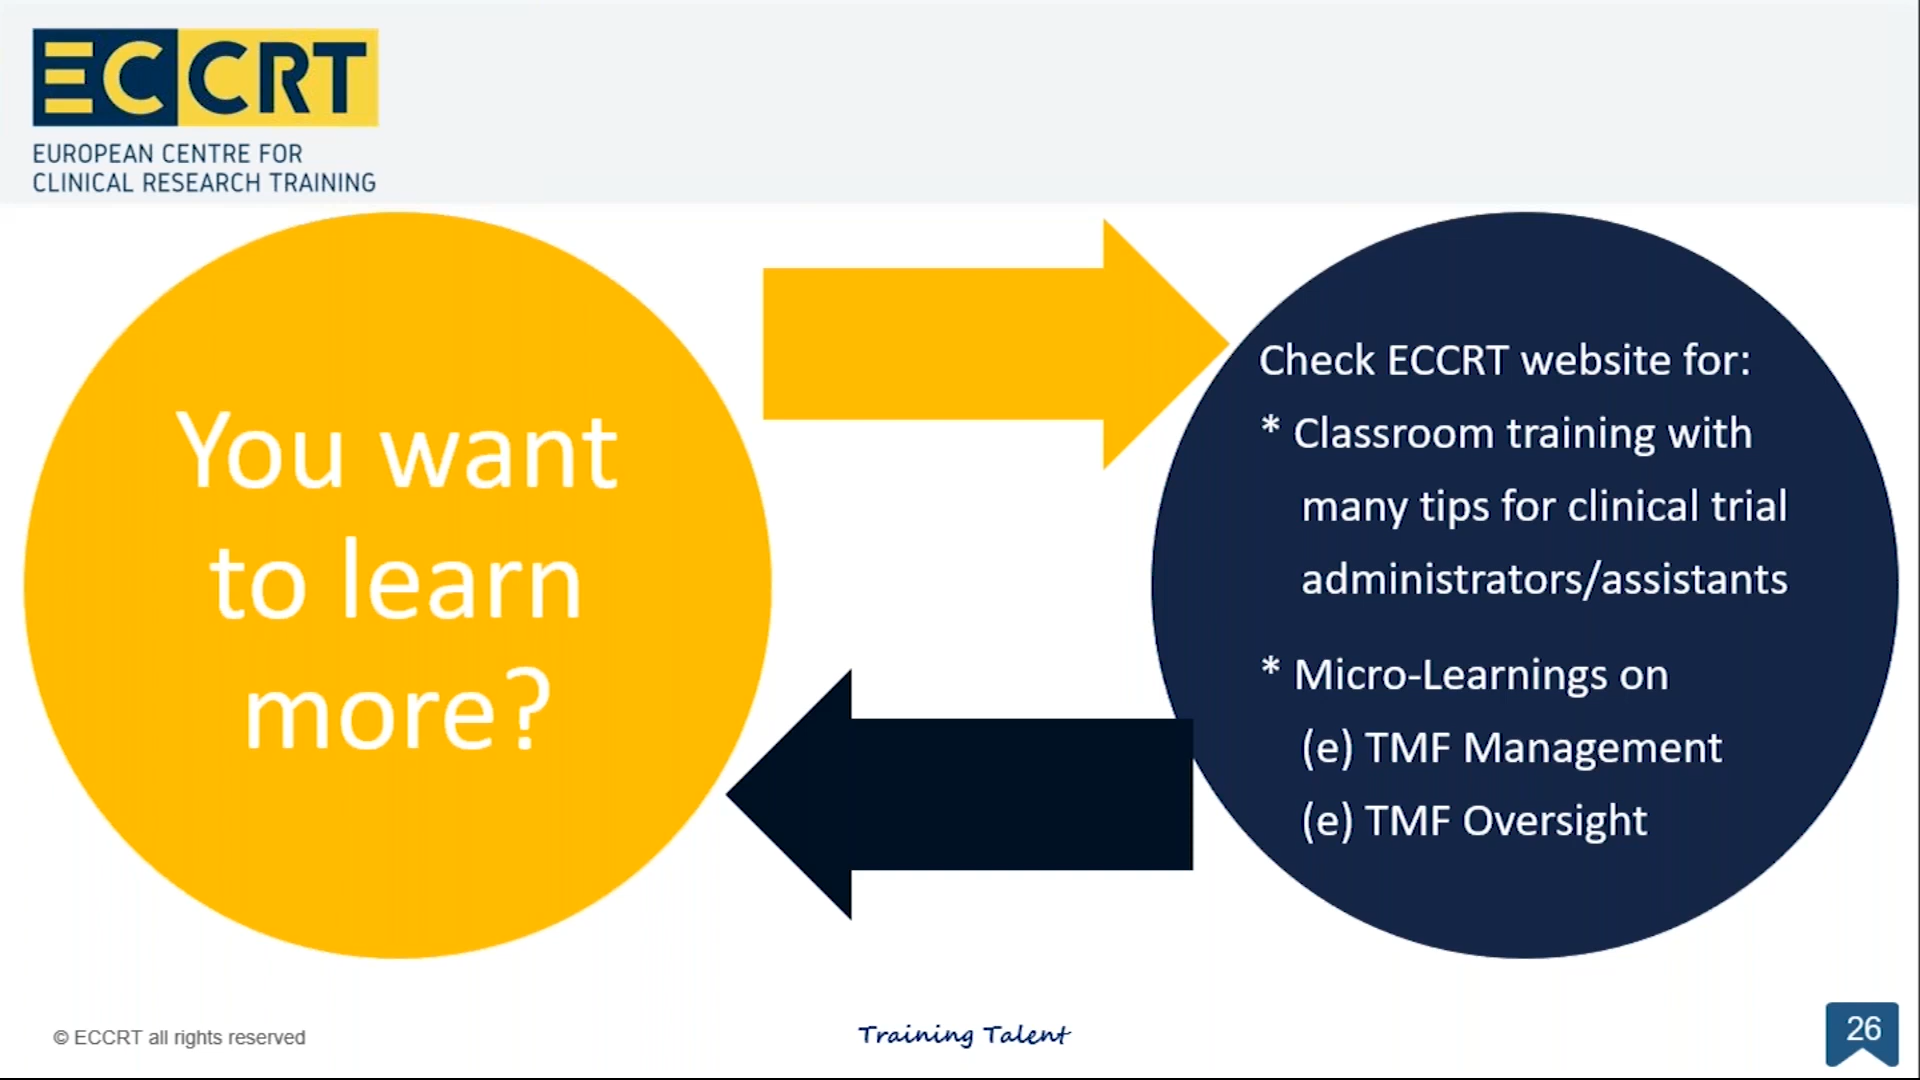 ECCRT
EUROPEAN CENTRE FOR
CLINICAL RESEARCH TRAINING
You want
to learn
more?
Check ECCRT website for:
* Classroom training with
many tips for clinical trial
administrators/assistants
* Micro-Learnings on
(e) TMF Management
(e) TMF Oversight
© ECCRT all rights reserved
Training Talent
26